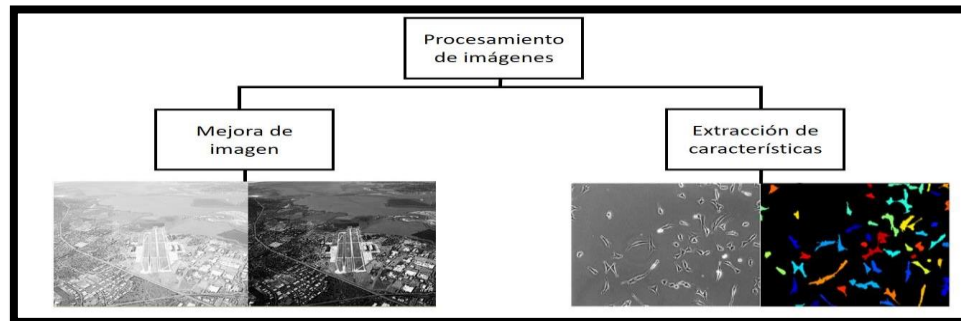 Procesamiento
de imágenes
Mejora de
imagen
Extracción de
características